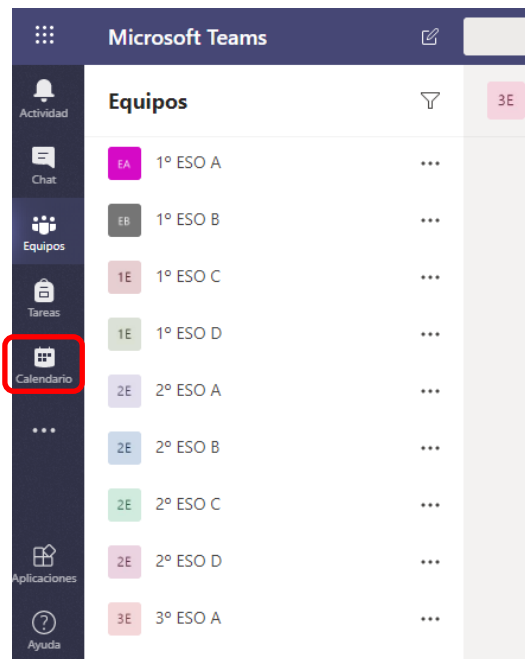 Microsoft Teams
Actividad
Chat
Equipos
Tareas
Calendario
Aplicaciones
Ayuda
Equipos
EA 1º ESO A
EB 1º ESO B
1E 1º ESO C
1E 1º ESO D
2E 2º ESO A
2E 2º ESO B
2E 2º ESO C
2E 2º ESO D
3E 3º ESO A
3E